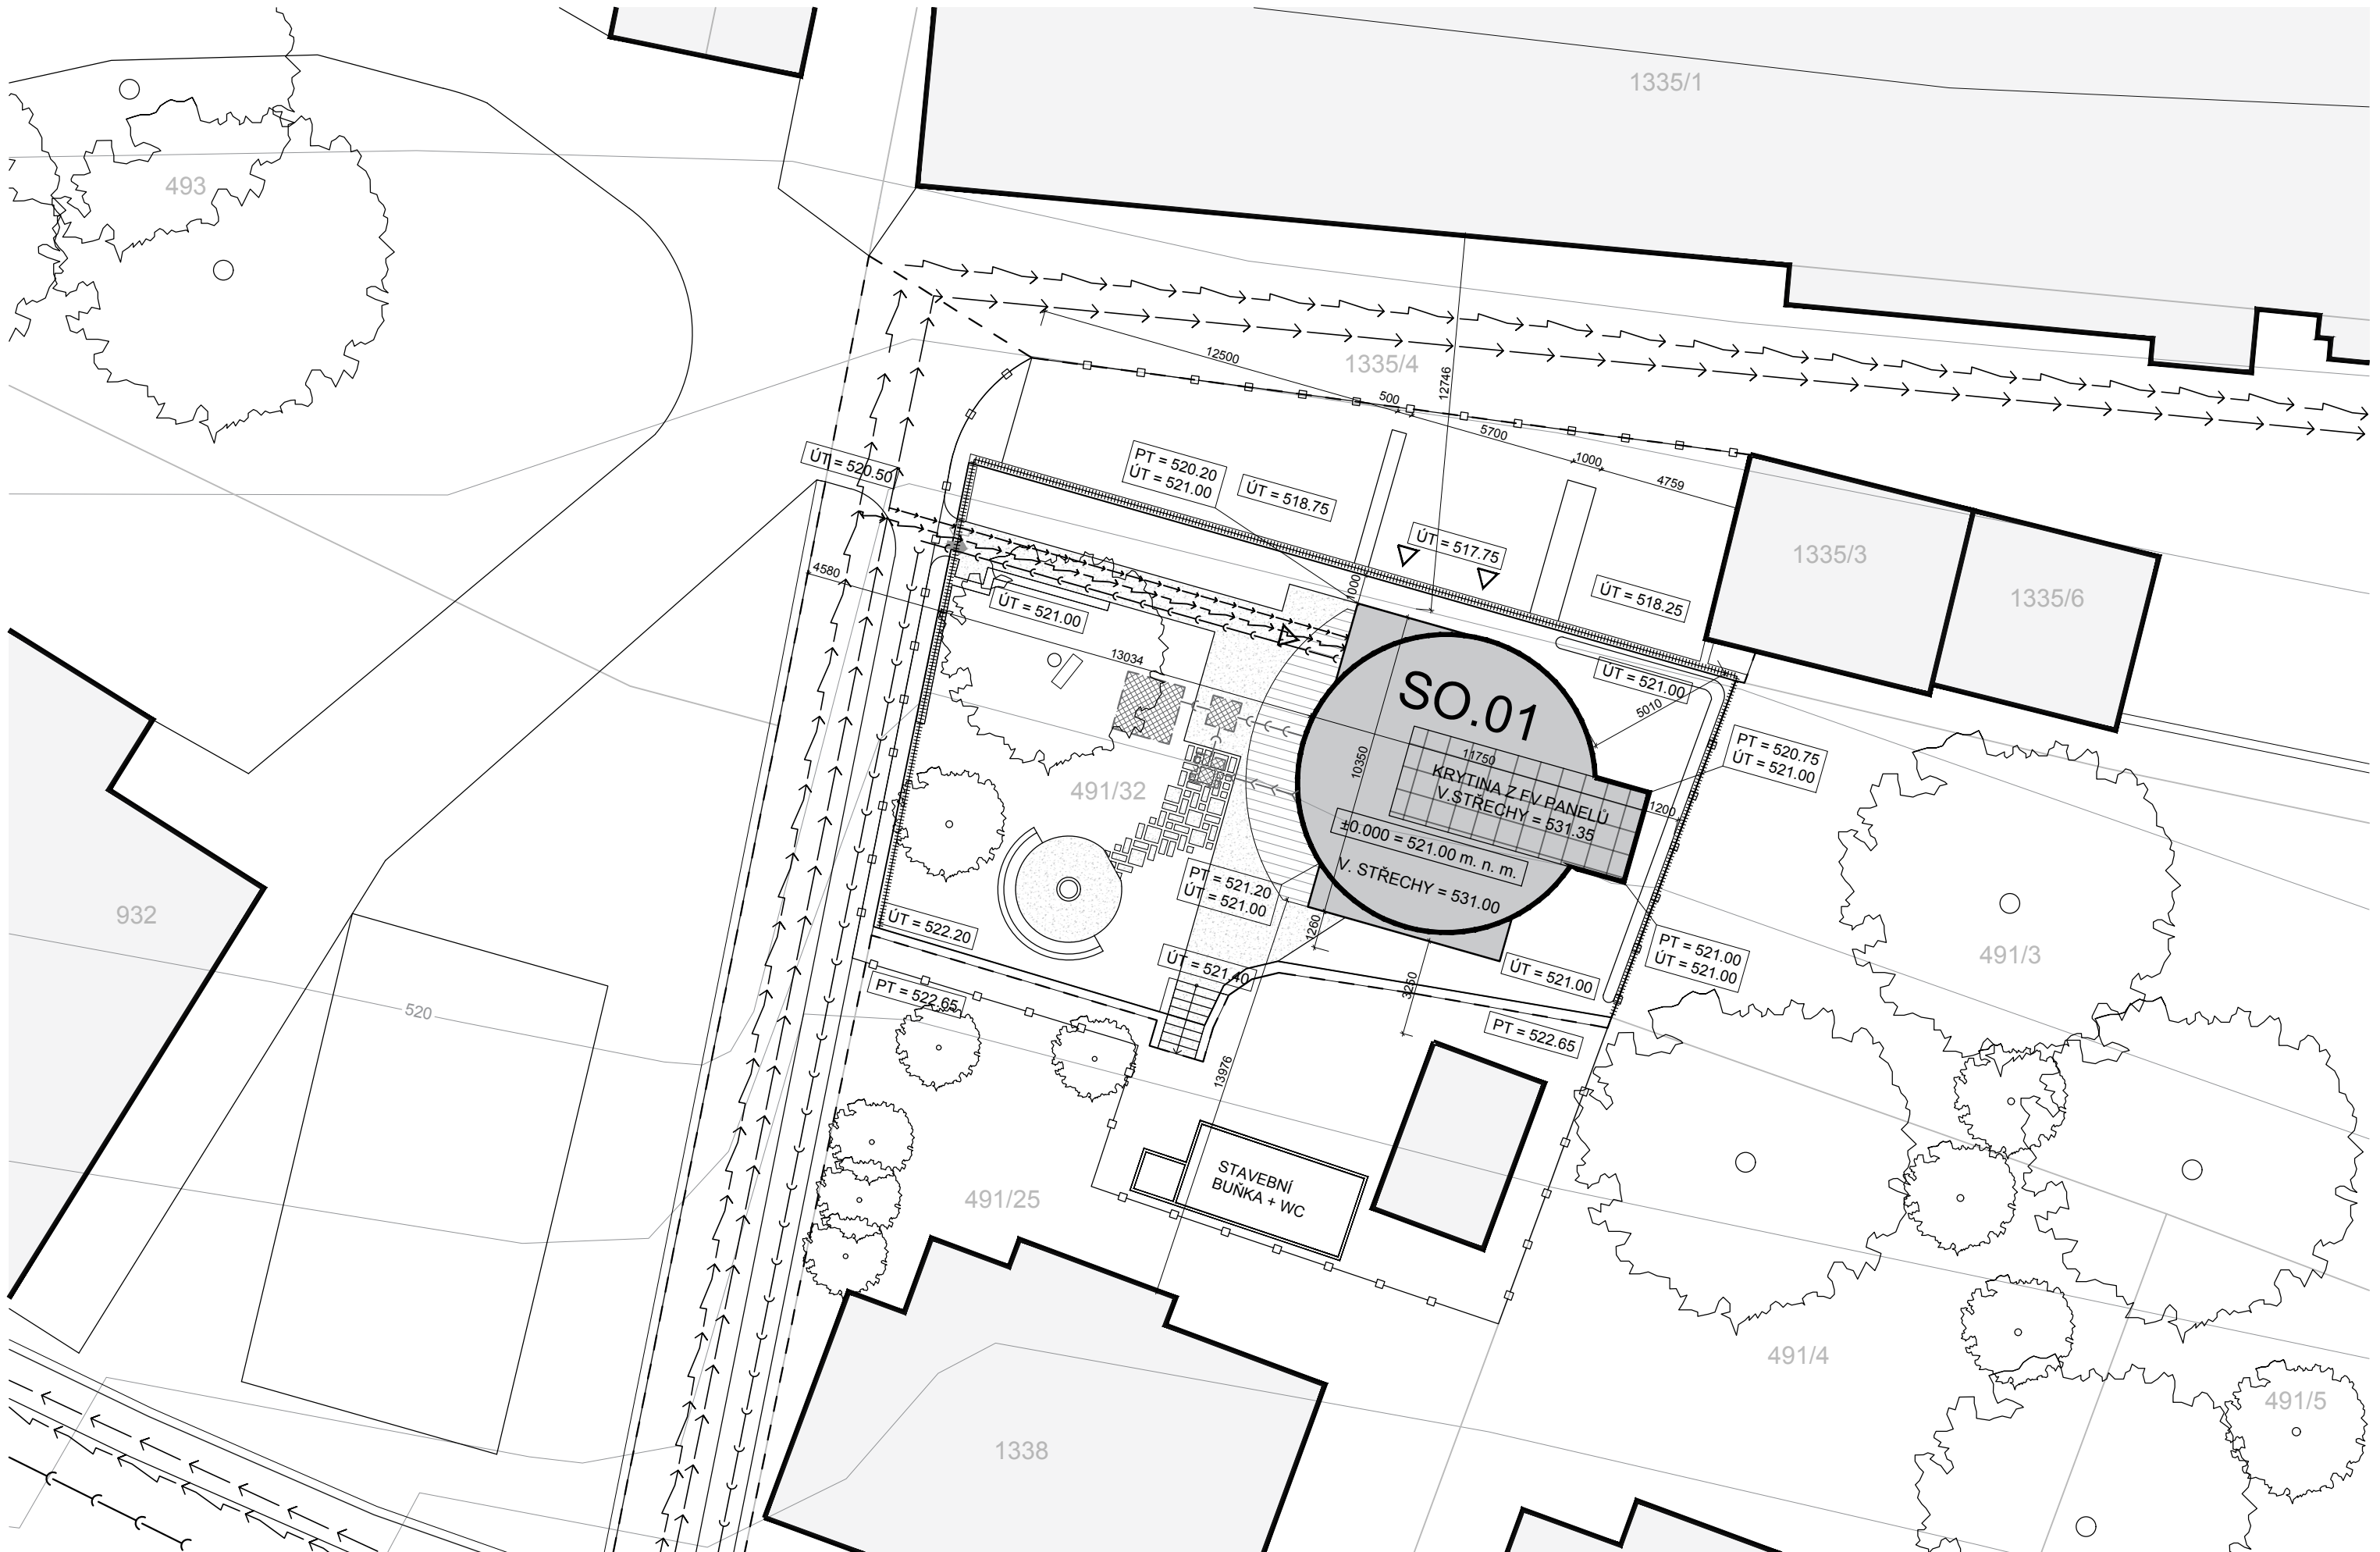 1335/1
493
1335/4
12500
12746
500
5700
1000
4759
ÚT = 520.50
PT = 520.20
ÚT = 521.00
ÚT = 518.75
ÚT = 517.75
ÚT = 518.25
1335/3
1335/6
4580
ÚT = 521.00
1000
13034
SO.01
ÚT = 521.00
5010
10350
11750
KRYTINA Z FV PANELŮ
V.STŘECHY = 531.35
±0.000 = 521.00 m. n. m.
V. STŘECHY = 531.00
1200
PT = 520.75
ÚT = 521.00
491/32
PT = 521.20
ÚT = 521.00
1260
932
ÚT = 522.20
ÚT = 521.40
ÚT = 521.00
PT = 521.00
ÚT = 521.00
491/3
PT = 522.65
3250
520
PT = 522.65
13976
STAVEBNÍ
BUŇKA + WC
491/25
491/4
491/5
1338